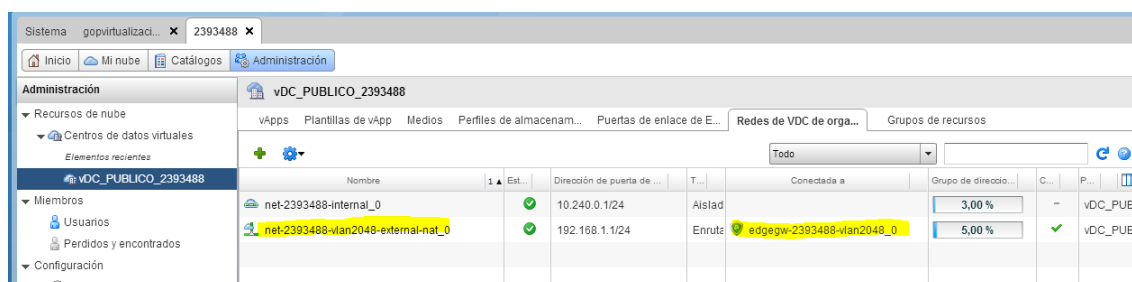 Sistema gopvirtualizaci... 2393488
Inicio Mi nube Catálogos Administración
Administración
vDC_PUBLICO_2393488
Recursos de nube
vApps Plantillas de vApp Medios Perfiles de almacenam... Puertas de enlace de E... Redes de VDC de orga... Grupos de recursos
Centros de datos virtuales
Elementos recientes
Todo
vDC_PUBLICO_2393488
Nombre 1 Est... Dirección de puerta de ... T... Conectada a Grupo de direccio... C... P...
Miembros
net-2393488-internal_0 10.240.0.1/24 Aislad 3,00 % - vDC_PUE
Usuarios
net-2393488-vlan2048-external-nat_0 192.168.1.1/24 Enruta edgegw-2393488-vlan2048_0 5,00 % vDC_PUE
Perdidos y encontrados
Configuración